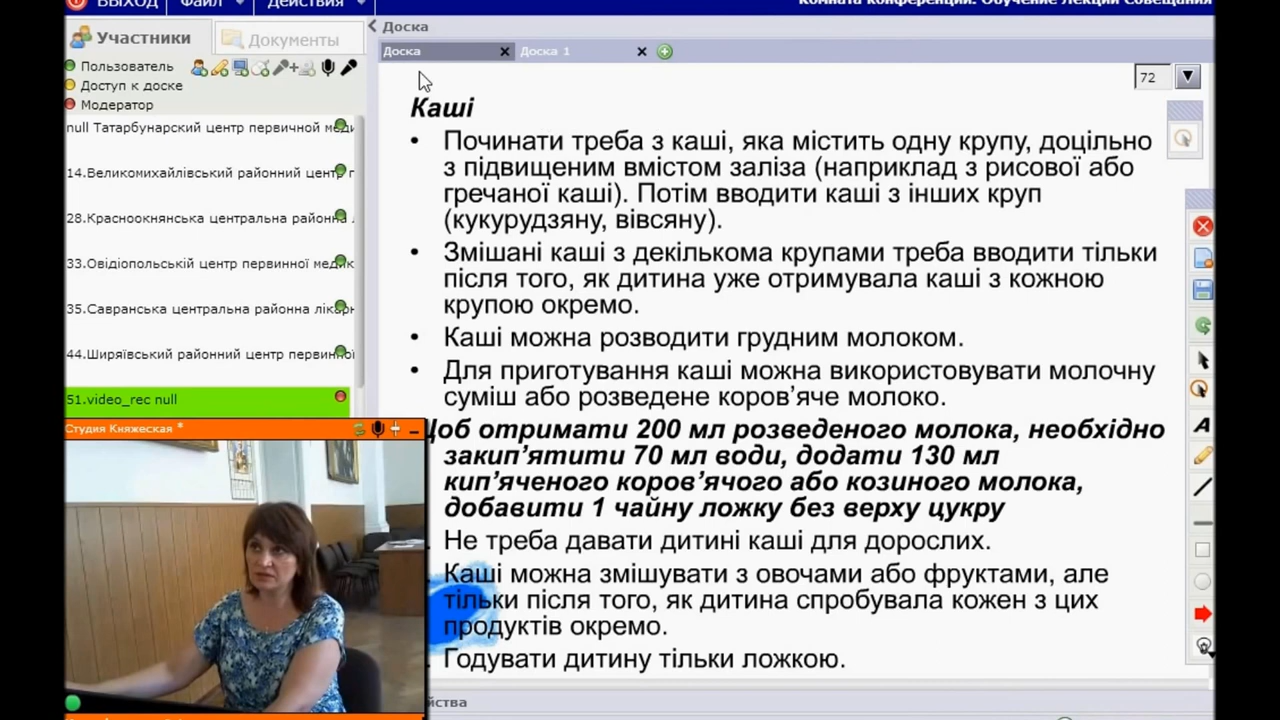 ВЫХОД Файл Действия
Комната конференции: Обучение Лекции Совещания
Участники
Документы
Пользователь
Доступ к доске
Модератор
null Татарбунарский центр первичной меди
14.Великомихайлівський районний центр п
28.Красноокнянська центральна районна л
33.Овідіопольській центр первинної медик
35.Савранська центральна районна лікарн
44.Ширяївський районний центр первинної
51.video_rec null
Студия Княжеская *
Доска
Доска
Доска 1
72
Каші
• Починати треба з каші, яка містить одну крупу, доцільно
з підвищеним вмістом заліза (наприклад з рисової або
гречаної каші). Потім вводити каші з інших круп
(кукурудзяну, вівсяну).
• Змішані каші з декількома крупами треба вводити тільки
після того, як дитина уже отримувала каші з кожною
крупою окремо.
• Каші можна розводити грудним молоком.
• Для приготування каші можна використовувати молочну
суміш або розведене коров’яче молоко.
Щоб отримати 200 мл розведеного молока, необхідно
закип’ятити 70 мл води, додати 130 мл
кип’яченого коров’ячого або козиного молока,
добавити 1 чайну ложку без верху цукру
Не треба давати дитині каші для дорослих.
Каші можна змішувати з овочами або фруктами, але
тільки після того, як дитина спробувала кожен з цих
продуктів окремо.
Годувати дитину тільки ложкою.